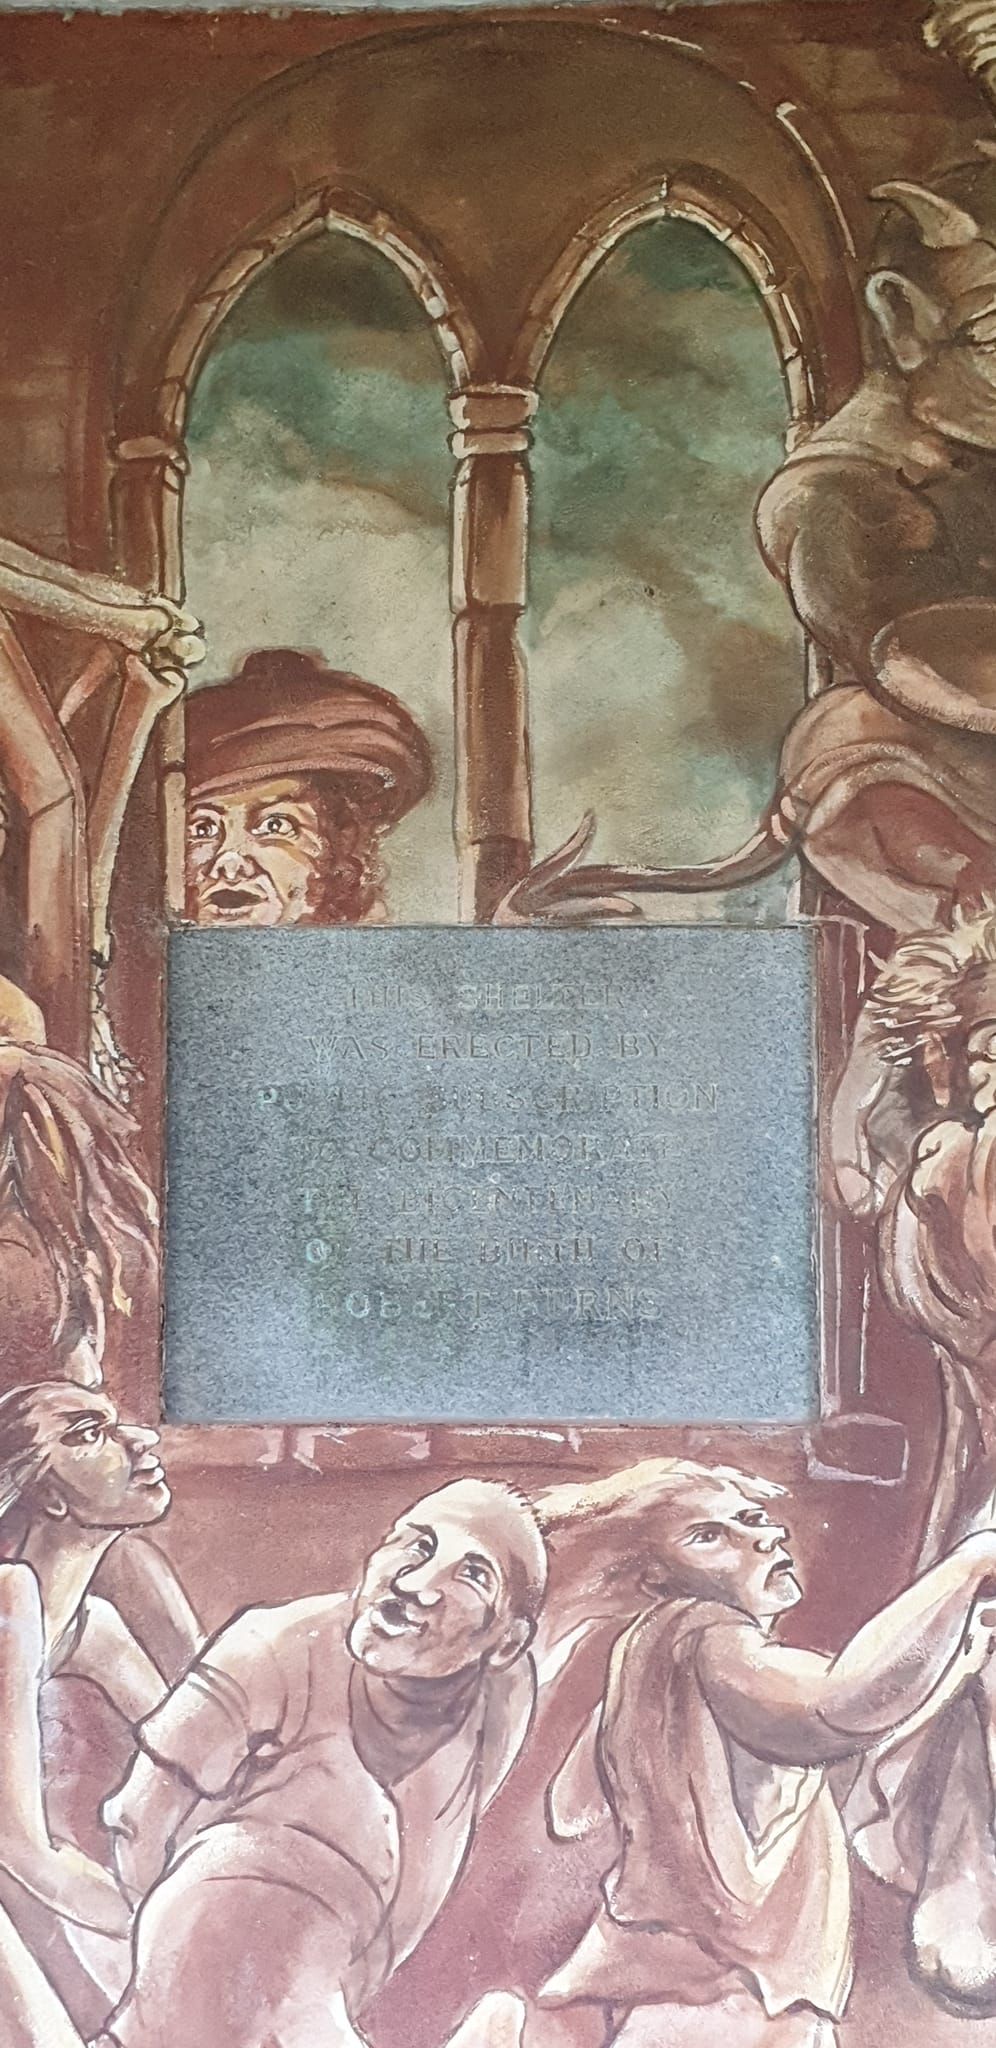 THIS SHELTER
WAS ERECTED BY
PUBLIC SUBSCRIPTION
TO COMMEMORATE
THE BICENTENARY
OF THE BIRTH OF
ROBERT BURNS